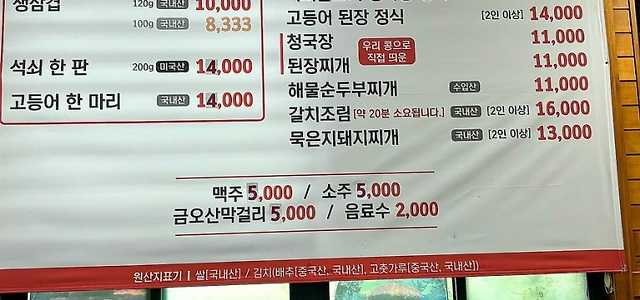 생삼겹 120g 국내산 10,000
100g 국내산 8,333
석쇠 한 판 200g 미국산 14,000
고등어 한 마리 국내산 14,000
고등어 된장 정식 [2인 이상] 14,000
청국장 11,000
우리 콩으로
직접 띄운
된장찌개 11,000
해물순두부찌개 수입산 11,000
갈치조림 [약 20분 소요됩니다.] 국내산 [2인 이상] 16,000
묵은지돼지찌개 국내산 [2인 이상] 13,000
맥주 5,000 / 소주 5,000
금오산막걸리 5,000 / 음료수 2,000
원산지표기 | 쌀[국내산] / 김치(배추[중국산, 국내산], 고춧가루[중국산, 국내산])